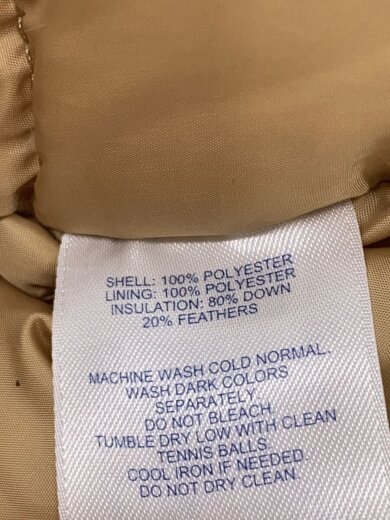 SHELL: 100% POLYESTER
LINING: 100% POLYESTER
INSULATION: 80% DOWN
20% FEATHERS
MACHINE WASH COLD NORMAL.
WASH DARK COLORS
SEPARATELY.
DO NOT BLEACH.
TUMBLE DRY LOW WITH CLEAN
TENNIS BALLS.
COOL IRON IF NEEDED.
DO NOT DRY CLEAN.